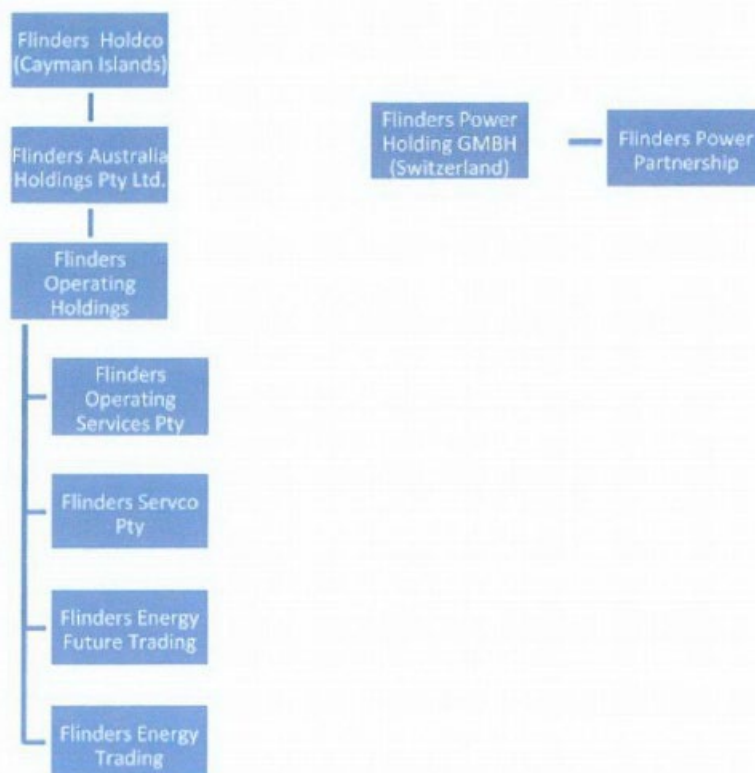 Flinders Holdco
(Cayman Islands)
Flinders Australia
Holdings Pty Ltd.
Flinders
Operating
Holdings
Flinders
Operating
Services Pty
Flinders Servco
Pty
Flinders Energy
Future Trading
Flinders Energy
Trading
Flinders Power
Holding GMBH
(Switzerland)
Flinders Power
Partnership